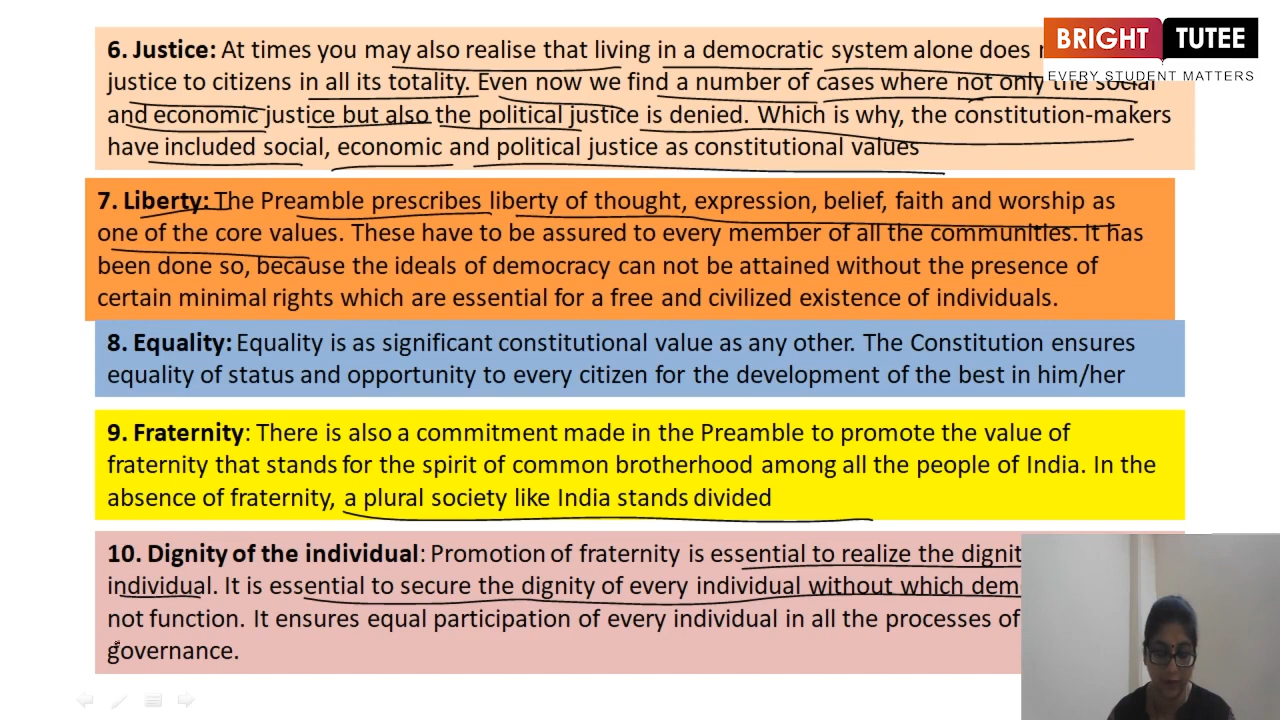 6. Justice: At times you may also realise that living in a democratic system alone does
BRIGHT TUTEE
EVERY STUDENT MATTERS
justice to citizens in all its totality. Even now we find a number of cases where not only the social
and economic justice but also the political justice is denied. Which is why, the constitution-makers
have included social, economic and political justice as constitutional values
7. Liberty: The Preamble prescribes liberty of thought, expression, belief, faith and worship as
one of the core values. These have to be assured to every member of all the communities. It has
been done so, because the ideals of democracy can not be attained without the presence of
certain minimal rights which are essential for a free and civilized existence of individuals.
8. Equality: Equality is as significant constitutional value as any other. The Constitution ensures
equality of status and opportunity to every citizen for the development of the best in him/her
9. Fraternity: There is also a commitment made in the Preamble to promote the value of
fraternity that stands for the spirit of common brotherhood among all the people of India. In the
absence of fraternity, a plural society like India stands divided
10. Dignity of the individual: Promotion of fraternity is essential to realize the
individual. It is essential to secure the dignity of every individual without which
not function. It ensures equal participation of every individual in all the processes of
governance.